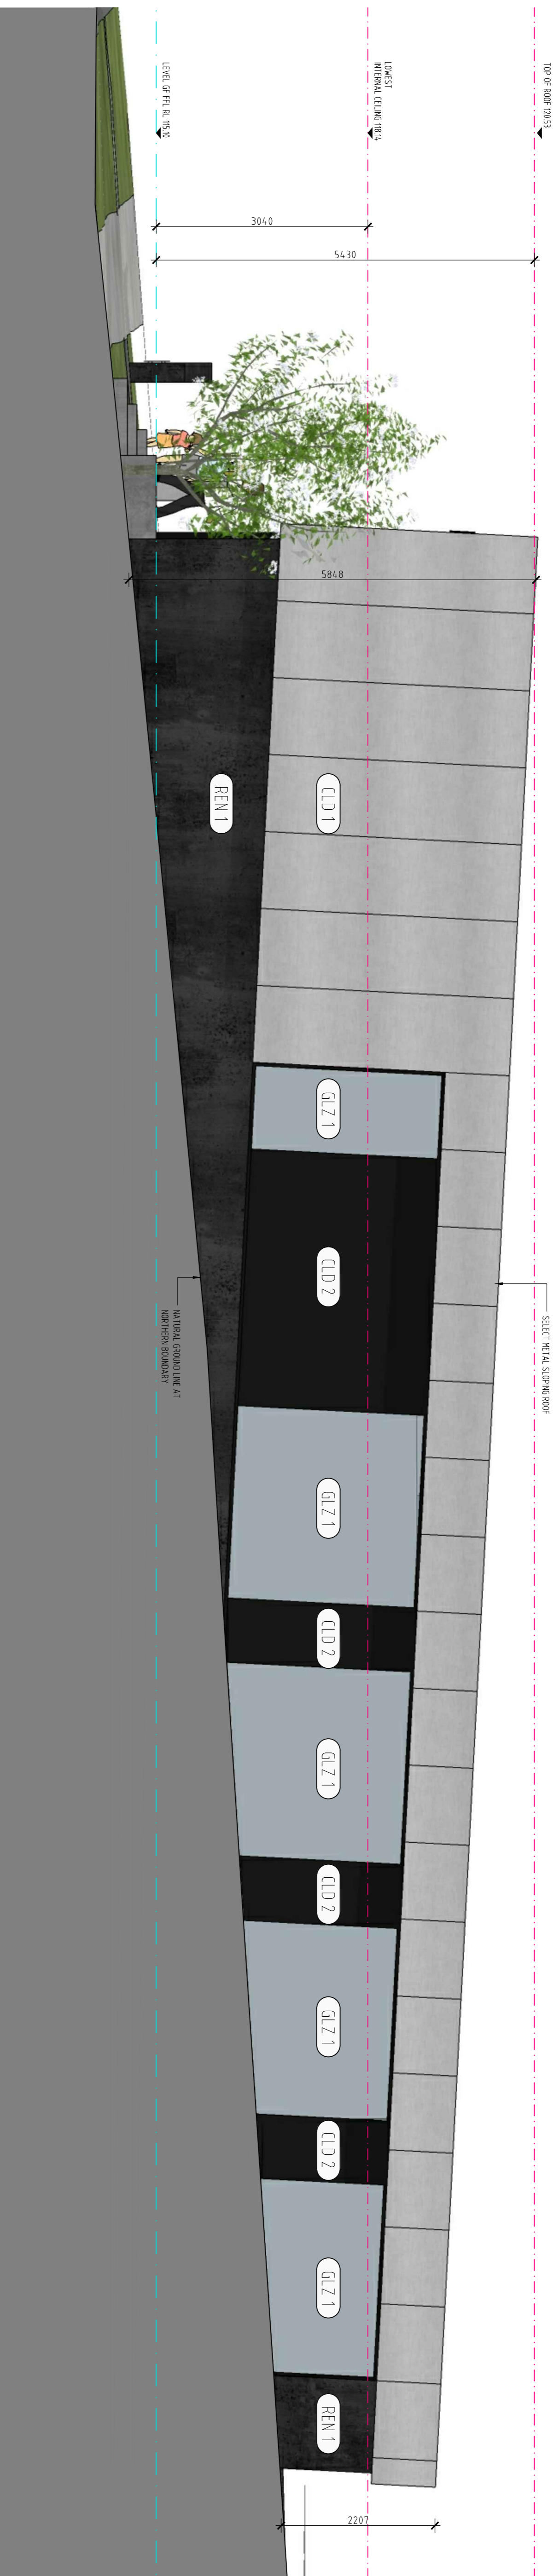 TOP OF ROOF 120.53
LOWEST
INTERNAL CEILING 118.14
LEVEL GF FFL RL 115.10
3040
5430
5848
CLD 1
REN 1
GLZ 1
CLD 2
SELECT METAL SLOPING ROOF
NATURAL GROUND LINE AT
NORTHERN BOUNDARY
GLZ 1
CLD 2
GLZ 1
CLD 2
GLZ 1
CLD 2
GLZ 1
REN 1
2207